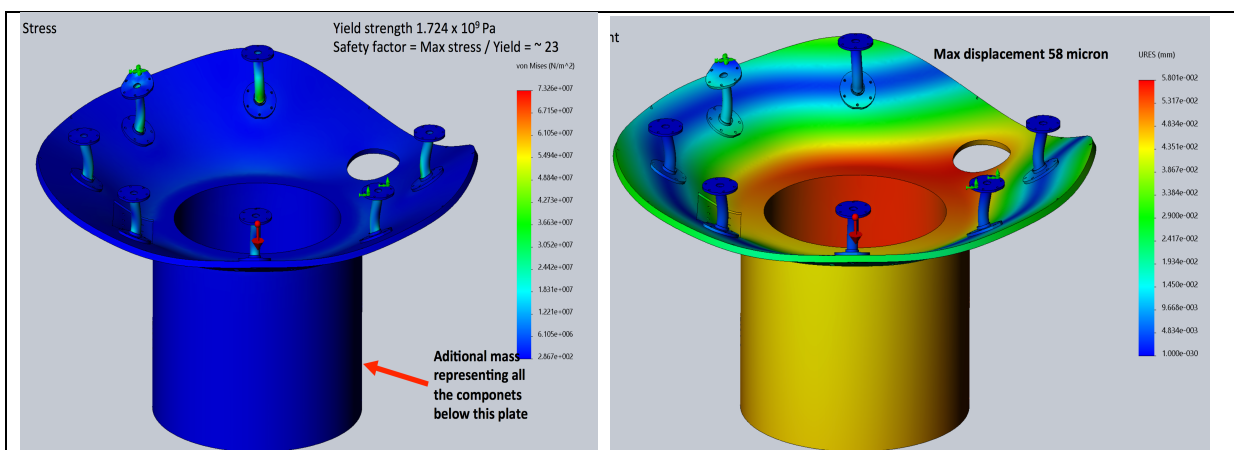 Stress
Yield strength 1.724 x 10⁹ Pa
Safety factor = Max stress / Yield = ~ 23
von Mises (N/m^2)
7.326e+007
6.715e+007
6.105e+007
5.494e+007
4.884e+007
4.273e+007
3.663e+007
3.052e+007
2.442e+007
1.831e+007
1.221e+007
6.105e+006
2.867e+002
Aditional mass
representing all
the componets
below this plate
nt
Max displacement 58 micron
URES (mm)
5.801e-002
5.317e-002
4.834e-002
4.351e-002
3.867e-002
3.384e-002
2.900e-002
2.417e-002
1.934e-002
1.450e-002
9.668e-003
4.834e-003
1.000e-030